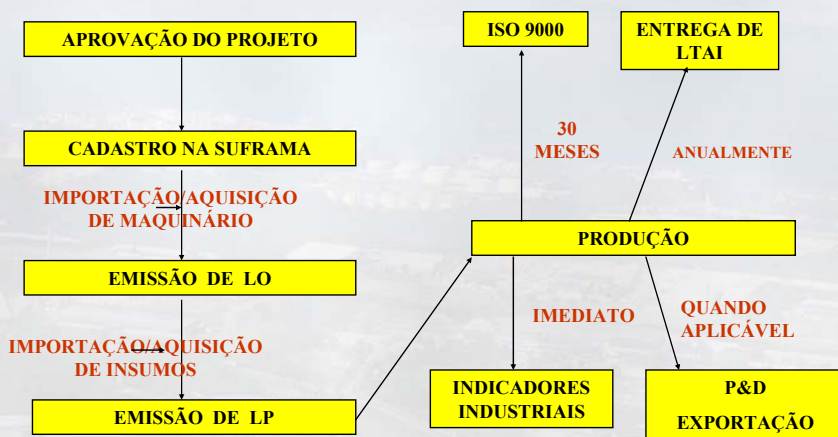 APROVAÇÃO DO PROJETO
CADASTRO NA SUFRAMA
IMPORTAÇÃO/AQUISIÇÃO
DE MAQUINÁRIO
EMISSÃO DE LO
IMPORTAÇÃO/AQUISIÇÃO
DE INSUMOS
EMISSÃO DE LP
ISO 9000
ENTREGA DE
LTAI
30
MESES
ANUALMENTE
PRODUÇÃO
IMEDIATO
QUANDO
APLICÁVEL
INDICADORES
INDUSTRIAIS
P&D
EXPORTAÇÃO